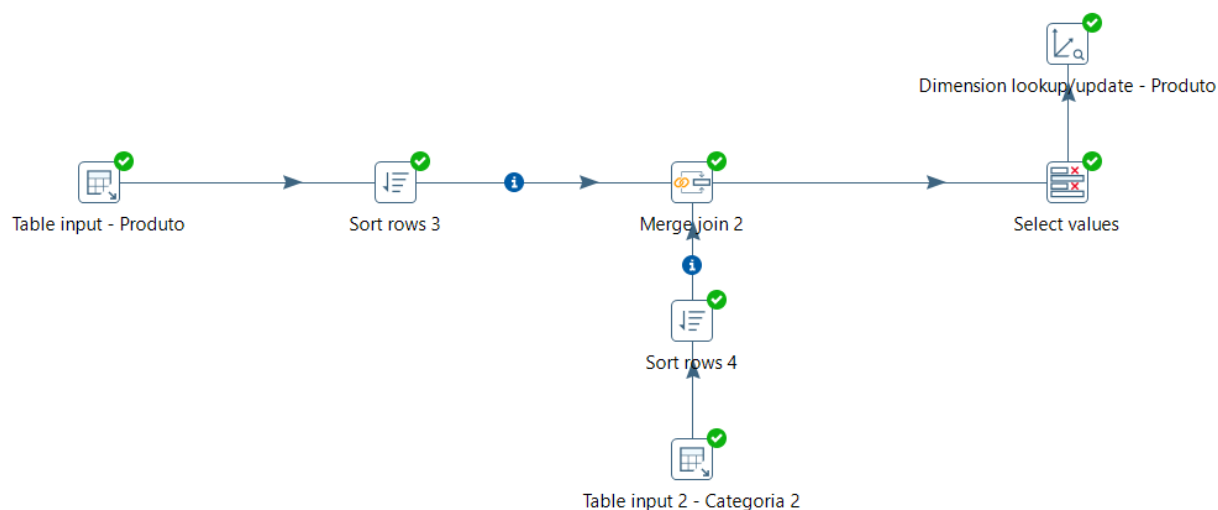 Dimension lookup/update - Produto
Table input - Produto
Sort rows 3
Merge join 2
Select values
Sort rows 4
Table input 2 - Categoria 2